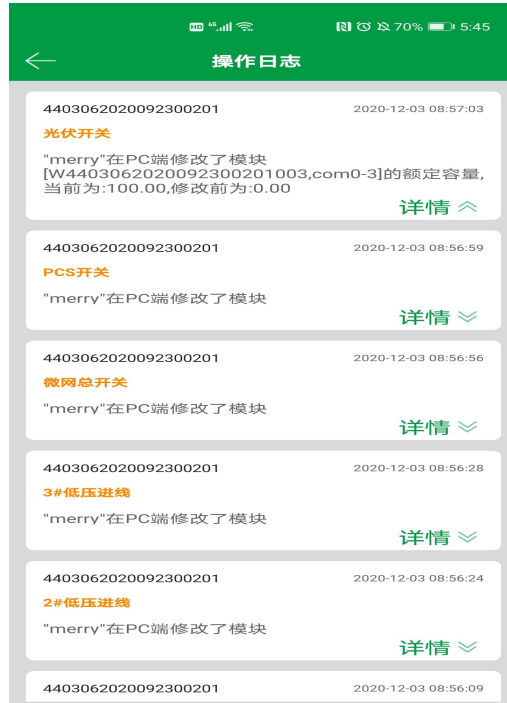 HD 4G 70% 5:45
操作日志
4403062020092300201 2020-12-03 08:57:03
光伏开关
"merry"在PC端修改了模块
[W4403062020092300201003,com0-3]的额定容量,
当前为:100.00,修改前为:0.00
详情
4403062020092300201 2020-12-03 08:56:59
PCS开关
"merry"在PC端修改了模块
详情
4403062020092300201 2020-12-03 08:56:56
微网总开关
"merry"在PC端修改了模块
详情
4403062020092300201 2020-12-03 08:56:28
3#低压进线
"merry"在PC端修改了模块
详情
4403062020092300201 2020-12-03 08:56:24
2#低压进线
"merry"在PC端修改了模块
详情
4403062020092300201 2020-12-03 08:56:09